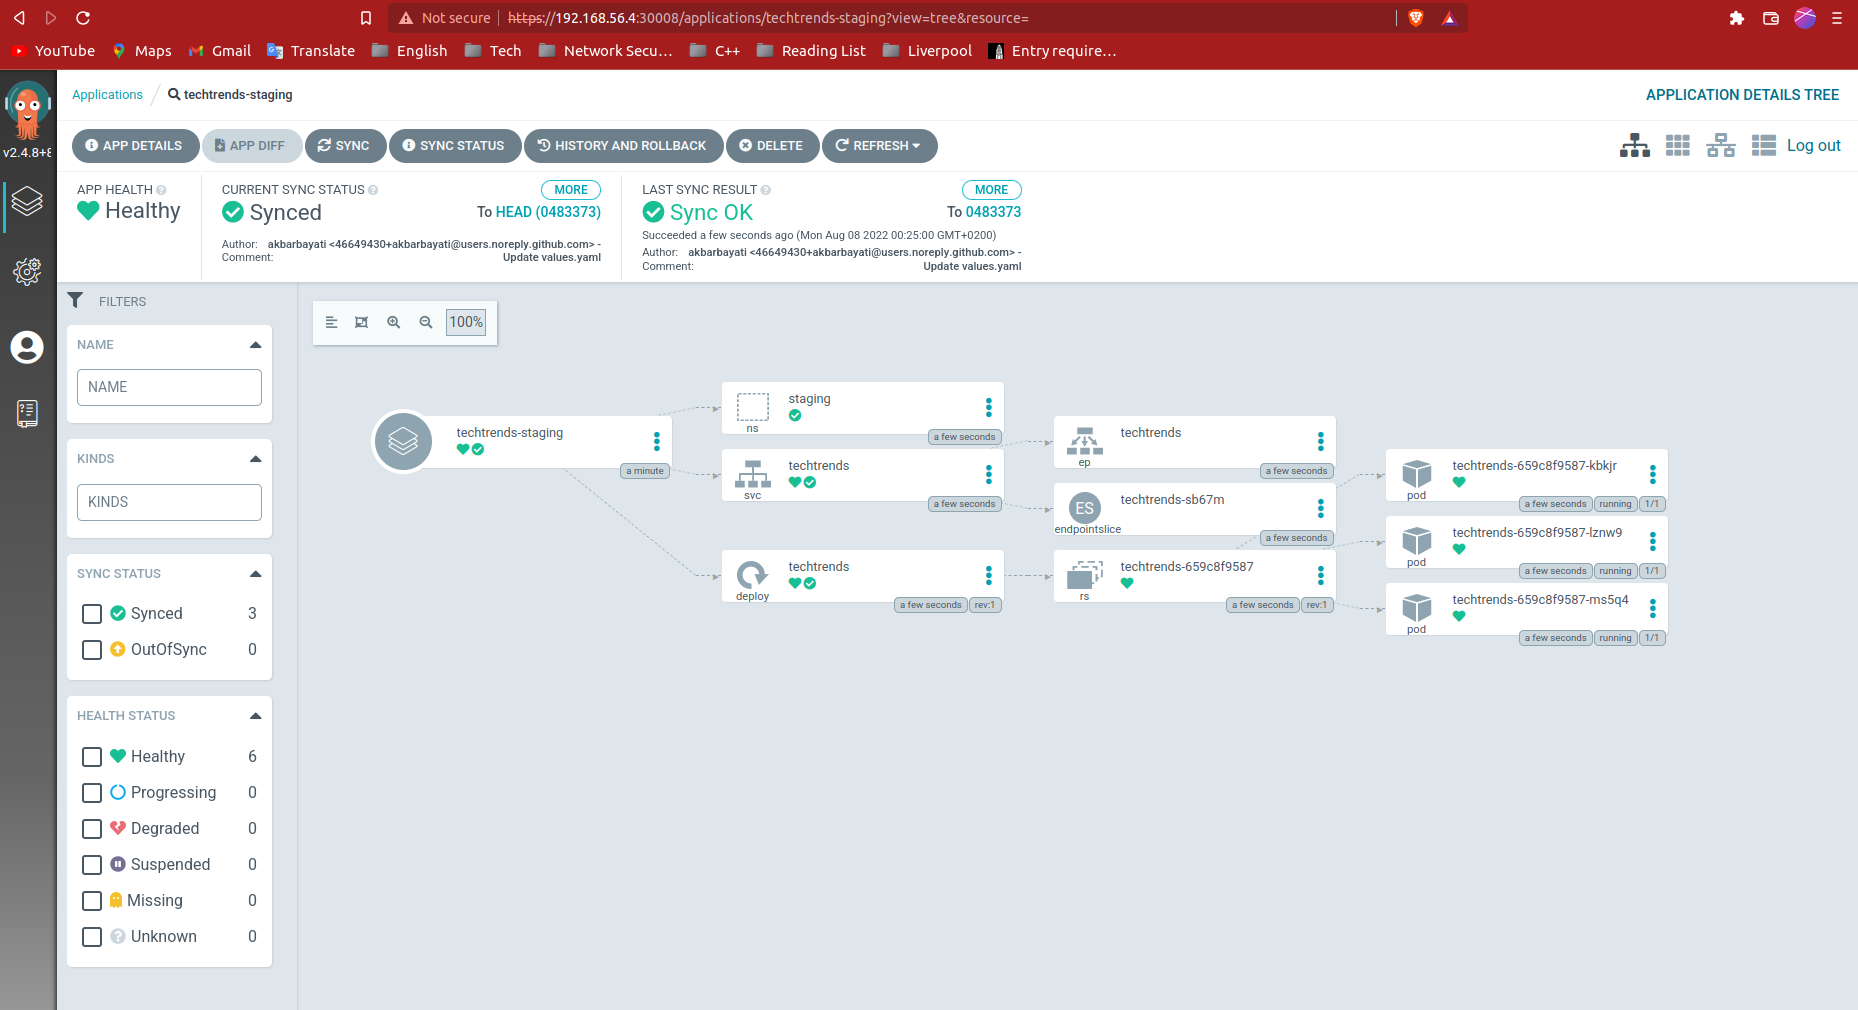 Not secure https://192.168.56.4:30008/applications/techtrends-staging?view=tree&resource=
YouTube Maps Gmail Translate English Tech Network Secu... C++ Reading List Liverpool Entry require...
Applications / techtrends-staging APPLICATION DETAILS TREE
v2.4.8+
APP DETAILS APP DIFF SYNC SYNC STATUS HISTORY AND ROLLBACK DELETE REFRESH Log out
APP HEALTH
Healthy
CURRENT SYNC STATUS MORE
Synced To HEAD (0483373)
Author: akbarbayati <46649430+akbarbayati@users.noreply.github.com> -
Comment: Update values.yaml
LAST SYNC RESULT MORE
Sync OK To 0483373
Succeeded a few seconds ago (Mon Aug 08 2022 00:25:00 GMT+0200)
Author: akbarbayati <46649430+akbarbayati@users.noreply.github.com> -
Comment: Update values.yaml
FILTERS
NAME
NAME
KINDS
KINDS
SYNC STATUS
Synced 3
OutOfSync 0
HEALTH STATUS
Healthy 6
Progressing 0
Degraded 0
Suspended 0
Missing 0
Unknown 0
100%
techtrends-staging
a minute
staging
ns
a few seconds
techtrends
svc
a few seconds
techtrends
deploy
a few seconds rev:1
techtrends
ep
a few seconds
ES
techtrends-sb67m
endpointslice
a few seconds
techtrends-659c8f9587
rs
a few seconds rev:1
techtrends-659c8f9587-kbkjr
pod
a few seconds running 1/1
techtrends-659c8f9587-lznw9
pod
a few seconds running 1/1
techtrends-659c8f9587-ms5q4
pod
a few seconds running 1/1